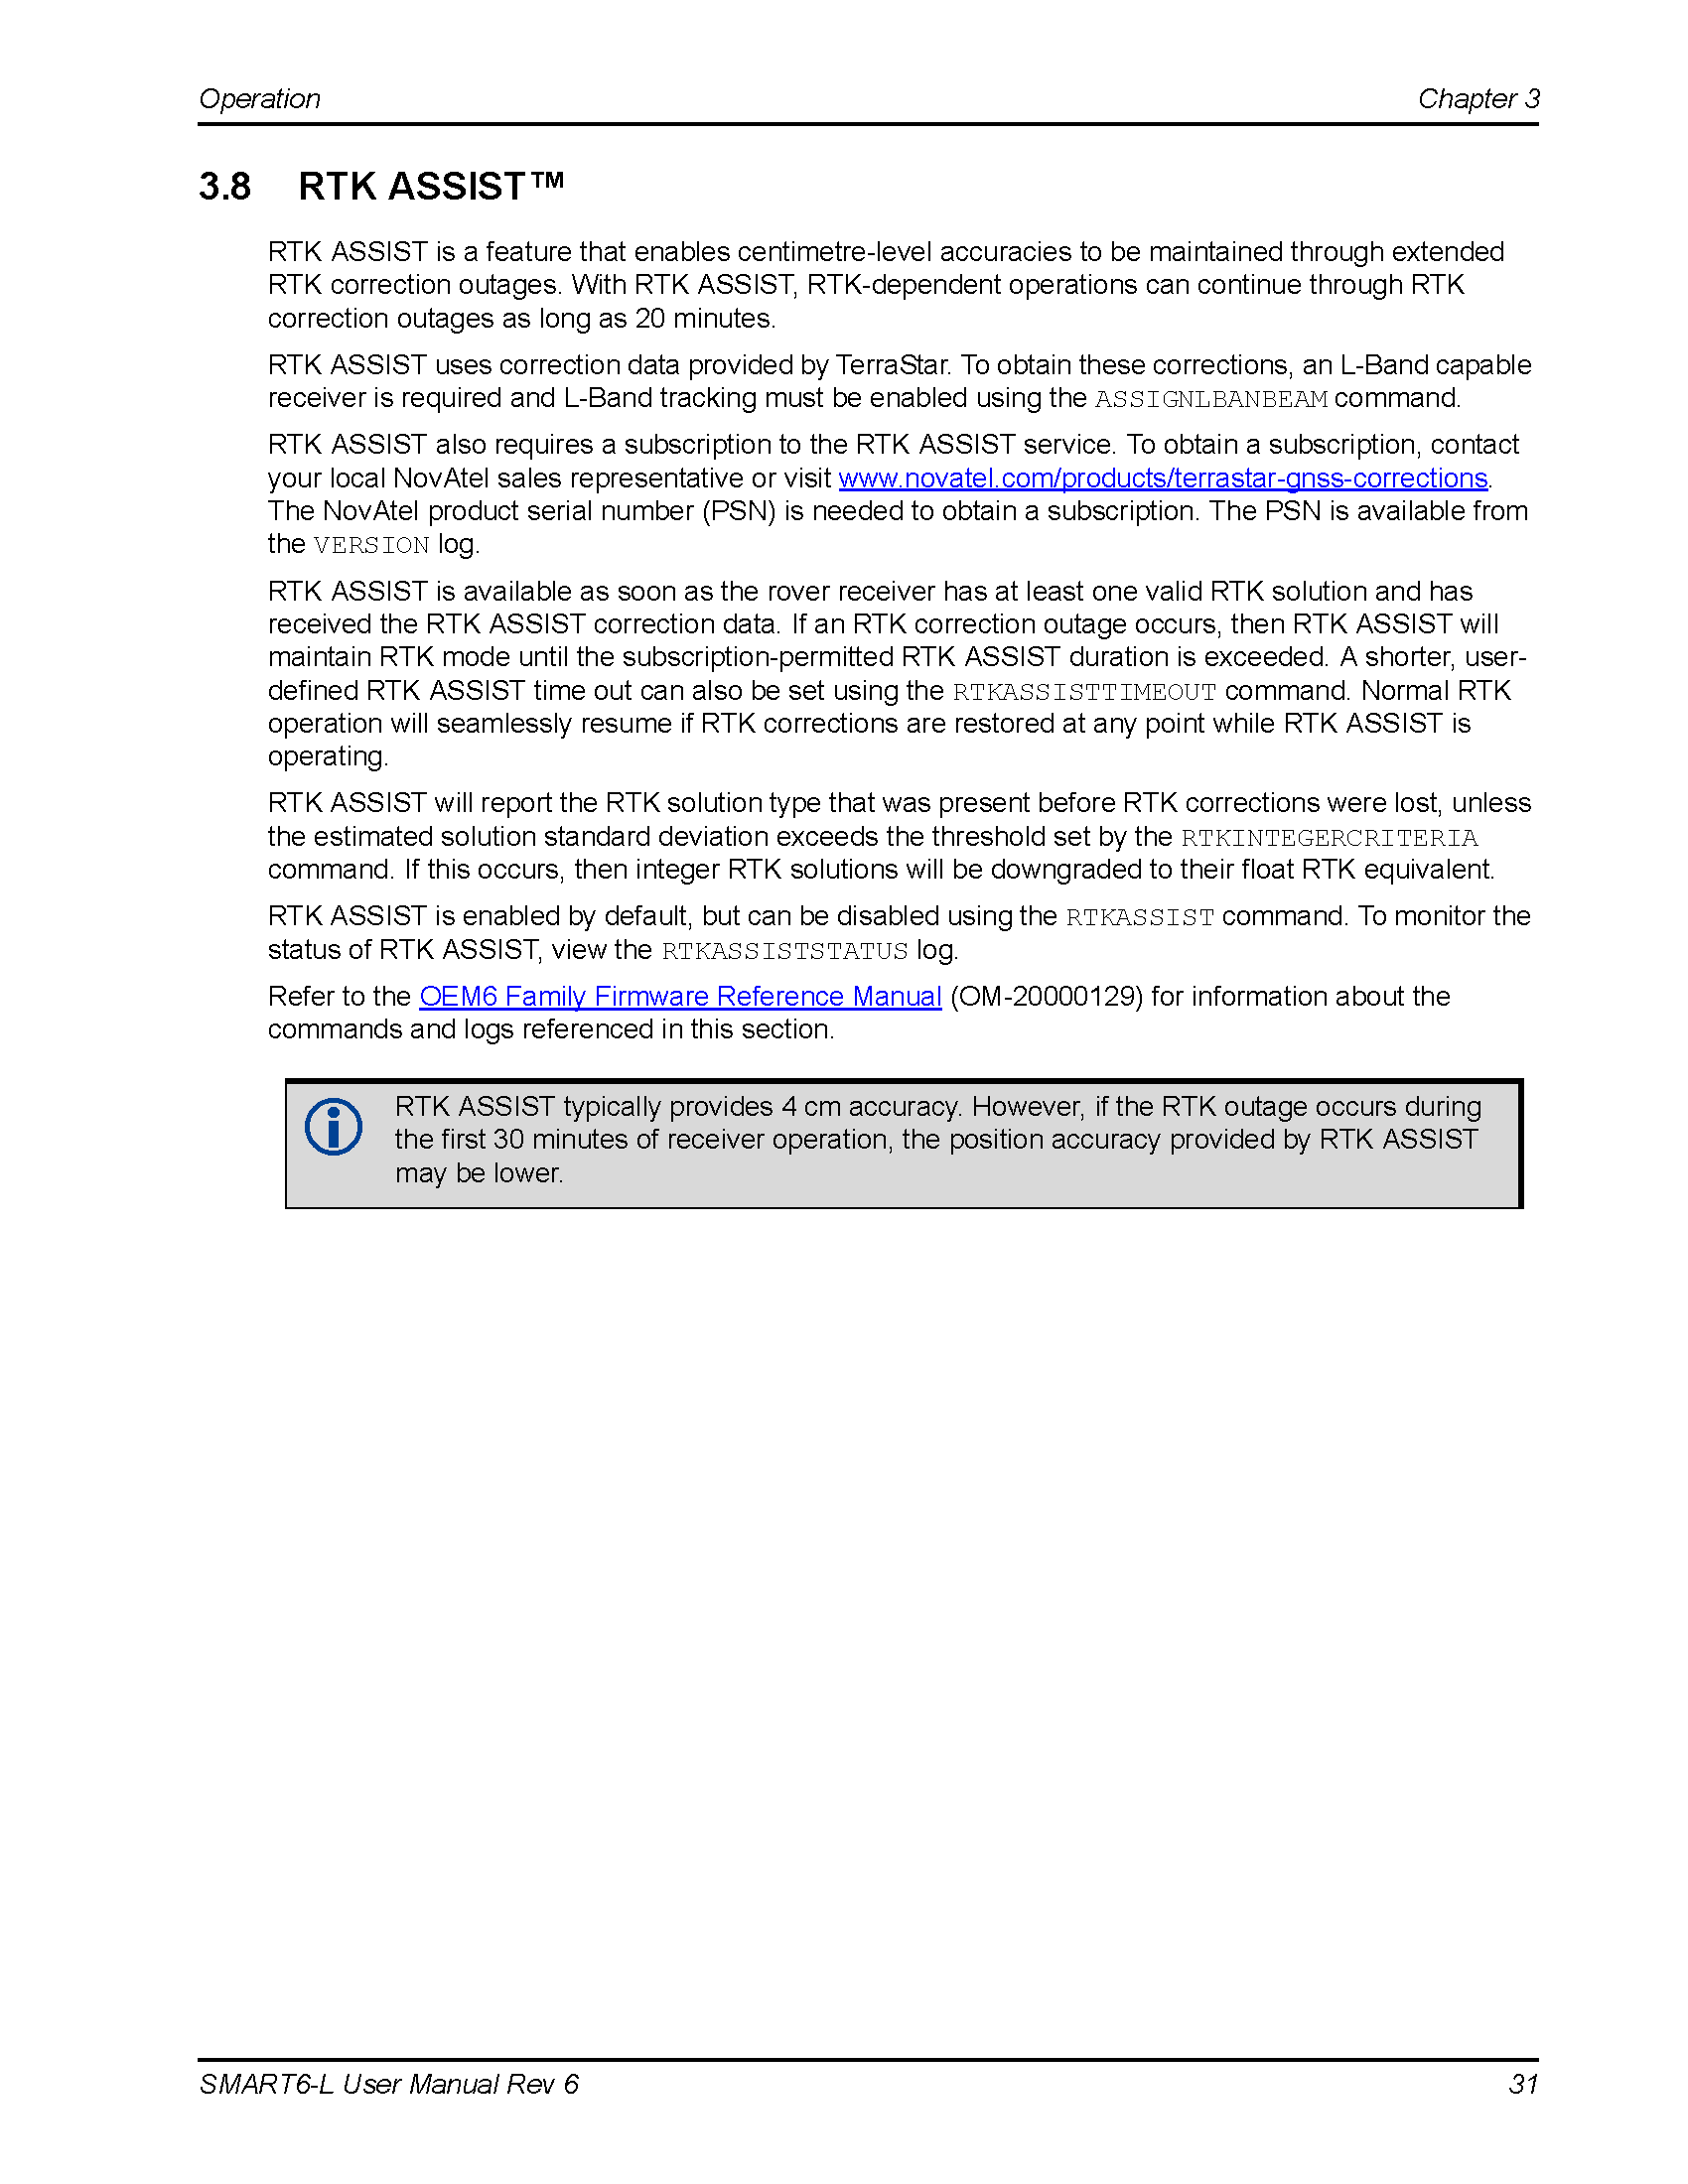 Operation Chapter 3
3.8 RTK ASSIST™
RTK ASSIST is a feature that enables centimetre-level accuracies to be maintained through extended
RTK correction outages. With RTK ASSIST, RTK-dependent operations can continue through RTK
correction outages as long as 20 minutes.
RTK ASSIST uses correction data provided by TerraStar. To obtain these corrections, an L-Band capable
receiver is required and L-Band tracking must be enabled using the ASSIGNLBANBEAM command.
RTK ASSIST also requires a subscription to the RTK ASSIST service. To obtain a subscription, contact
your local NovAtel sales representative or visit www.novatel.com/products/terrastar-gnss-corrections.
The NovAtel product serial number (PSN) is needed to obtain a subscription. The PSN is available from
the VERSION log.
RTK ASSIST is available as soon as the rover receiver has at least one valid RTK solution and has
received the RTK ASSIST correction data. If an RTK correction outage occurs, then RTK ASSIST will
maintain RTK mode until the subscription-permitted RTK ASSIST duration is exceeded. A shorter, user-
defined RTK ASSIST time out can also be set using the RTKASSISTTIMEOUT command. Normal RTK
operation will seamlessly resume if RTK corrections are restored at any point while RTK ASSIST is
operating.
RTK ASSIST will report the RTK solution type that was present before RTK corrections were lost, unless
the estimated solution standard deviation exceeds the threshold set by the RTKINTEGERCRITERIA
command. If this occurs, then integer RTK solutions will be downgraded to their float RTK equivalent.
RTK ASSIST is enabled by default, but can be disabled using the RTKASSIST command. To monitor the
status of RTK ASSIST, view the RTKASSISTSTATUS log.
Refer to the OEM6 Family Firmware Reference Manual (OM-20000129) for information about the
commands and logs referenced in this section.
RTK ASSIST typically provides 4 cm accuracy. However, if the RTK outage occurs during
the first 30 minutes of receiver operation, the position accuracy provided by RTK ASSIST
may be lower.
SMART6-L User Manual Rev 6 31